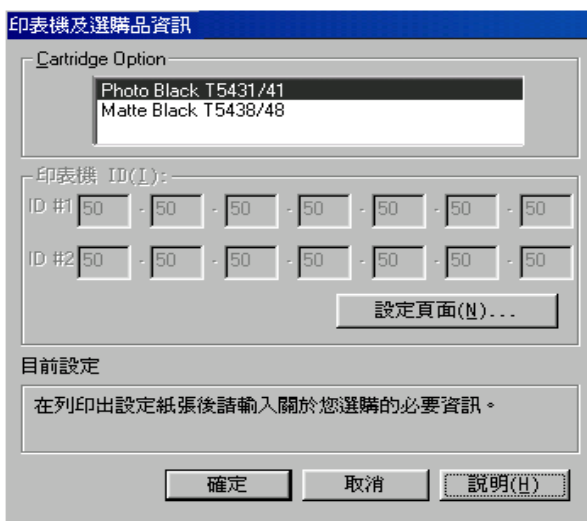 印表機及選購品資訊
Cartridge Option
Photo Black T5431/41
Matte Black T5438/48
印表機 ID(I):
ID #1 50 - 50 - 50 - 50 - 50 - 50 - 50
ID #2 50 - 50 - 50 - 50 - 50 - 50 - 50
設定頁面(N)...
目前設定
在列印出設定紙張後請輸入關於您選購的必要資訊。
確定 取消 說明(H)